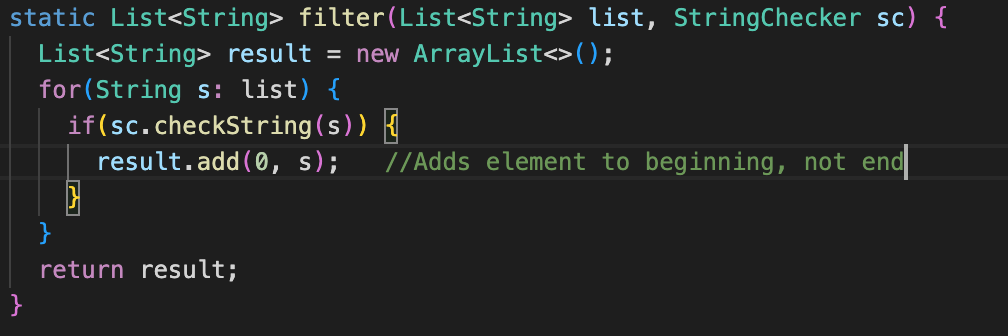 static List<String> filter(List<String> list, StringChecker sc) {
  List<String> result = new ArrayList<>();
  for(String s: list) {
    if(sc.checkString(s)) {
      result.add(0, s);   //Adds element to beginning, not end
    }
  }
  return result;
}